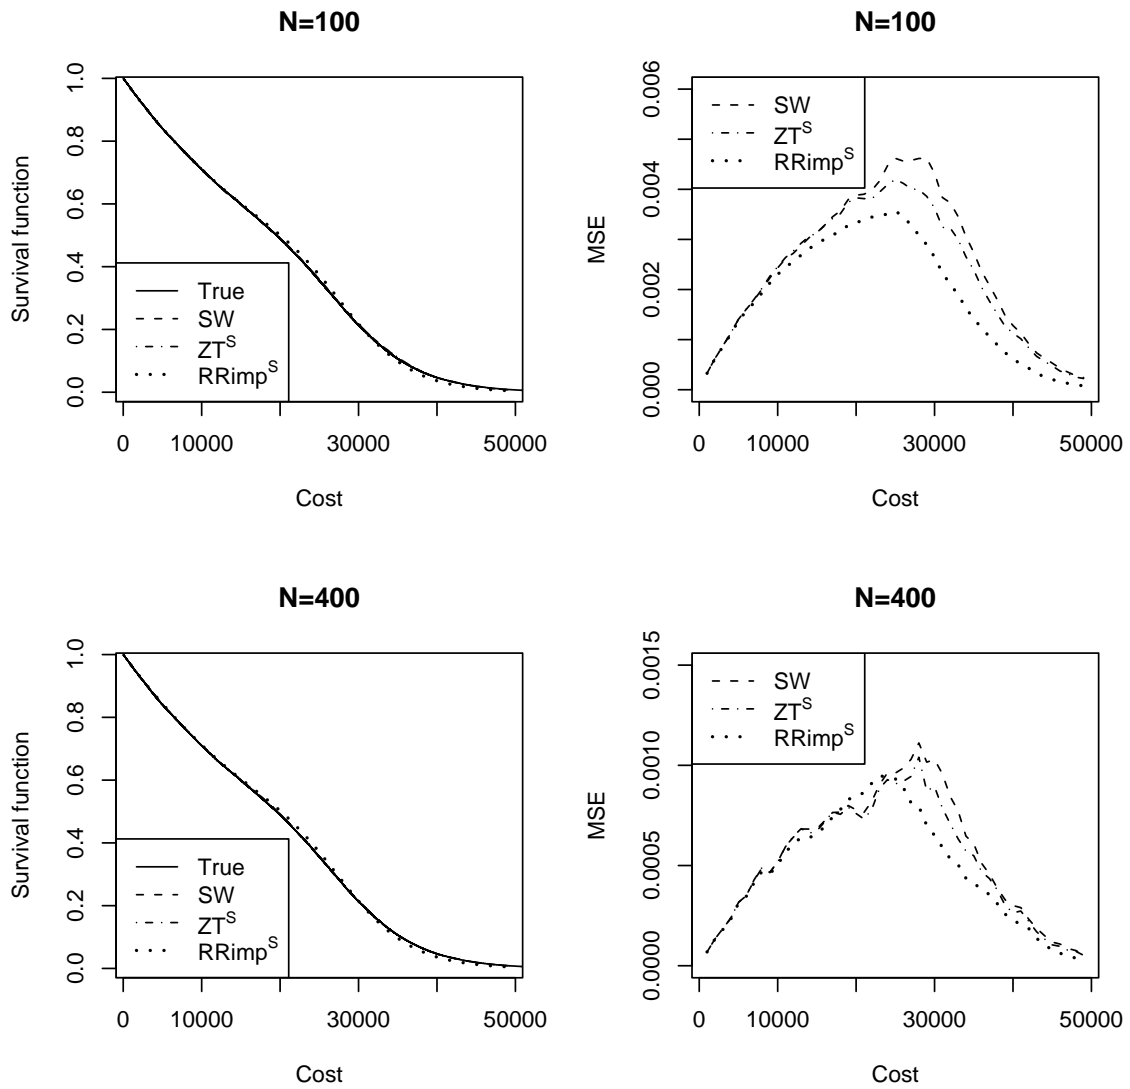 N=100
Survival function
1.0
0.8
0.6
0.4
0.2
0.0
True
SW
ZT^S
RRimp^S
0 10000 30000 50000
Cost
N=100
MSE
0.006
0.004
0.002
0.000
SW
ZT^S
RRimp^S
0 10000 30000 50000
Cost
N=400
Survival function
1.0
0.8
0.6
0.4
0.2
0.0
True
SW
ZT^S
RRimp^S
0 10000 30000 50000
Cost
N=400
MSE
0.0015
0.0010
0.0005
0.0000
SW
ZT^S
RRimp^S
0 10000 30000 50000
Cost